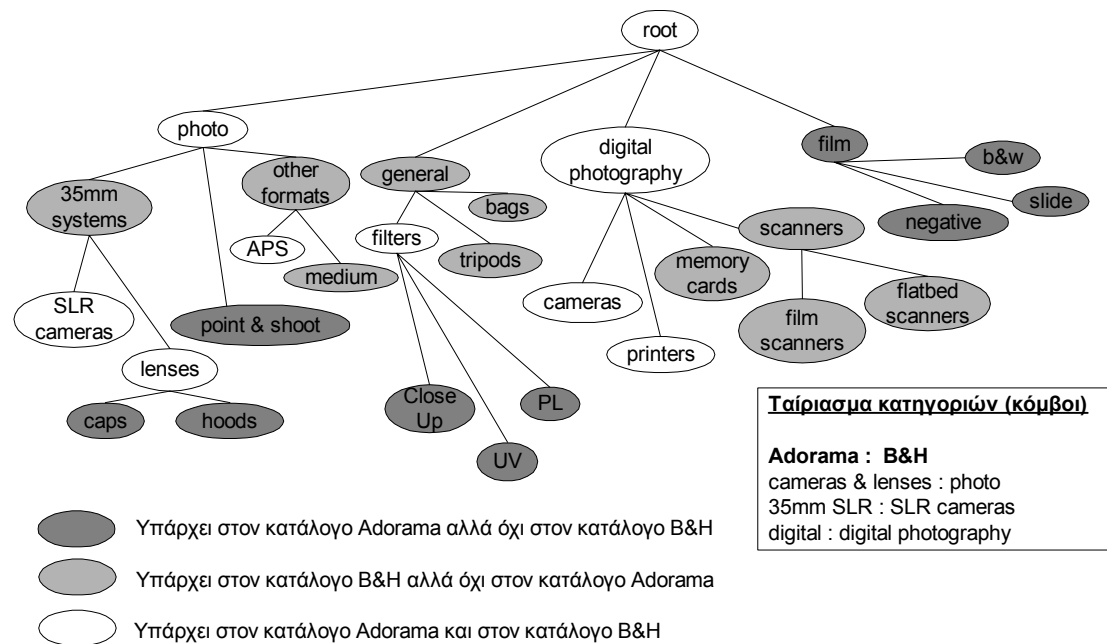 root
photo
digital
photography
film
b&w
slide
negative
35mm
systems
other
formats
general
bags
APS
filters
tripods
medium
scanners
memory
cards
flatbed
scanners
cameras
film
scanners
printers
SLR
cameras
point & shoot
lenses
caps
hoods
Close
Up
PL
UV
Ταίριασμα κατηγοριών (κόμβοι)
Adorama : B&H
cameras & lenses : photo
35mm SLR : SLR cameras
digital : digital photography
Υπάρχει στον κατάλογο Adorama αλλά όχι στον κατάλογο B&H
Υπάρχει στον κατάλογο B&H αλλά όχι στον κατάλογο Adorama
Υπάρχει στον κατάλογο Adorama και στον κατάλογο B&H